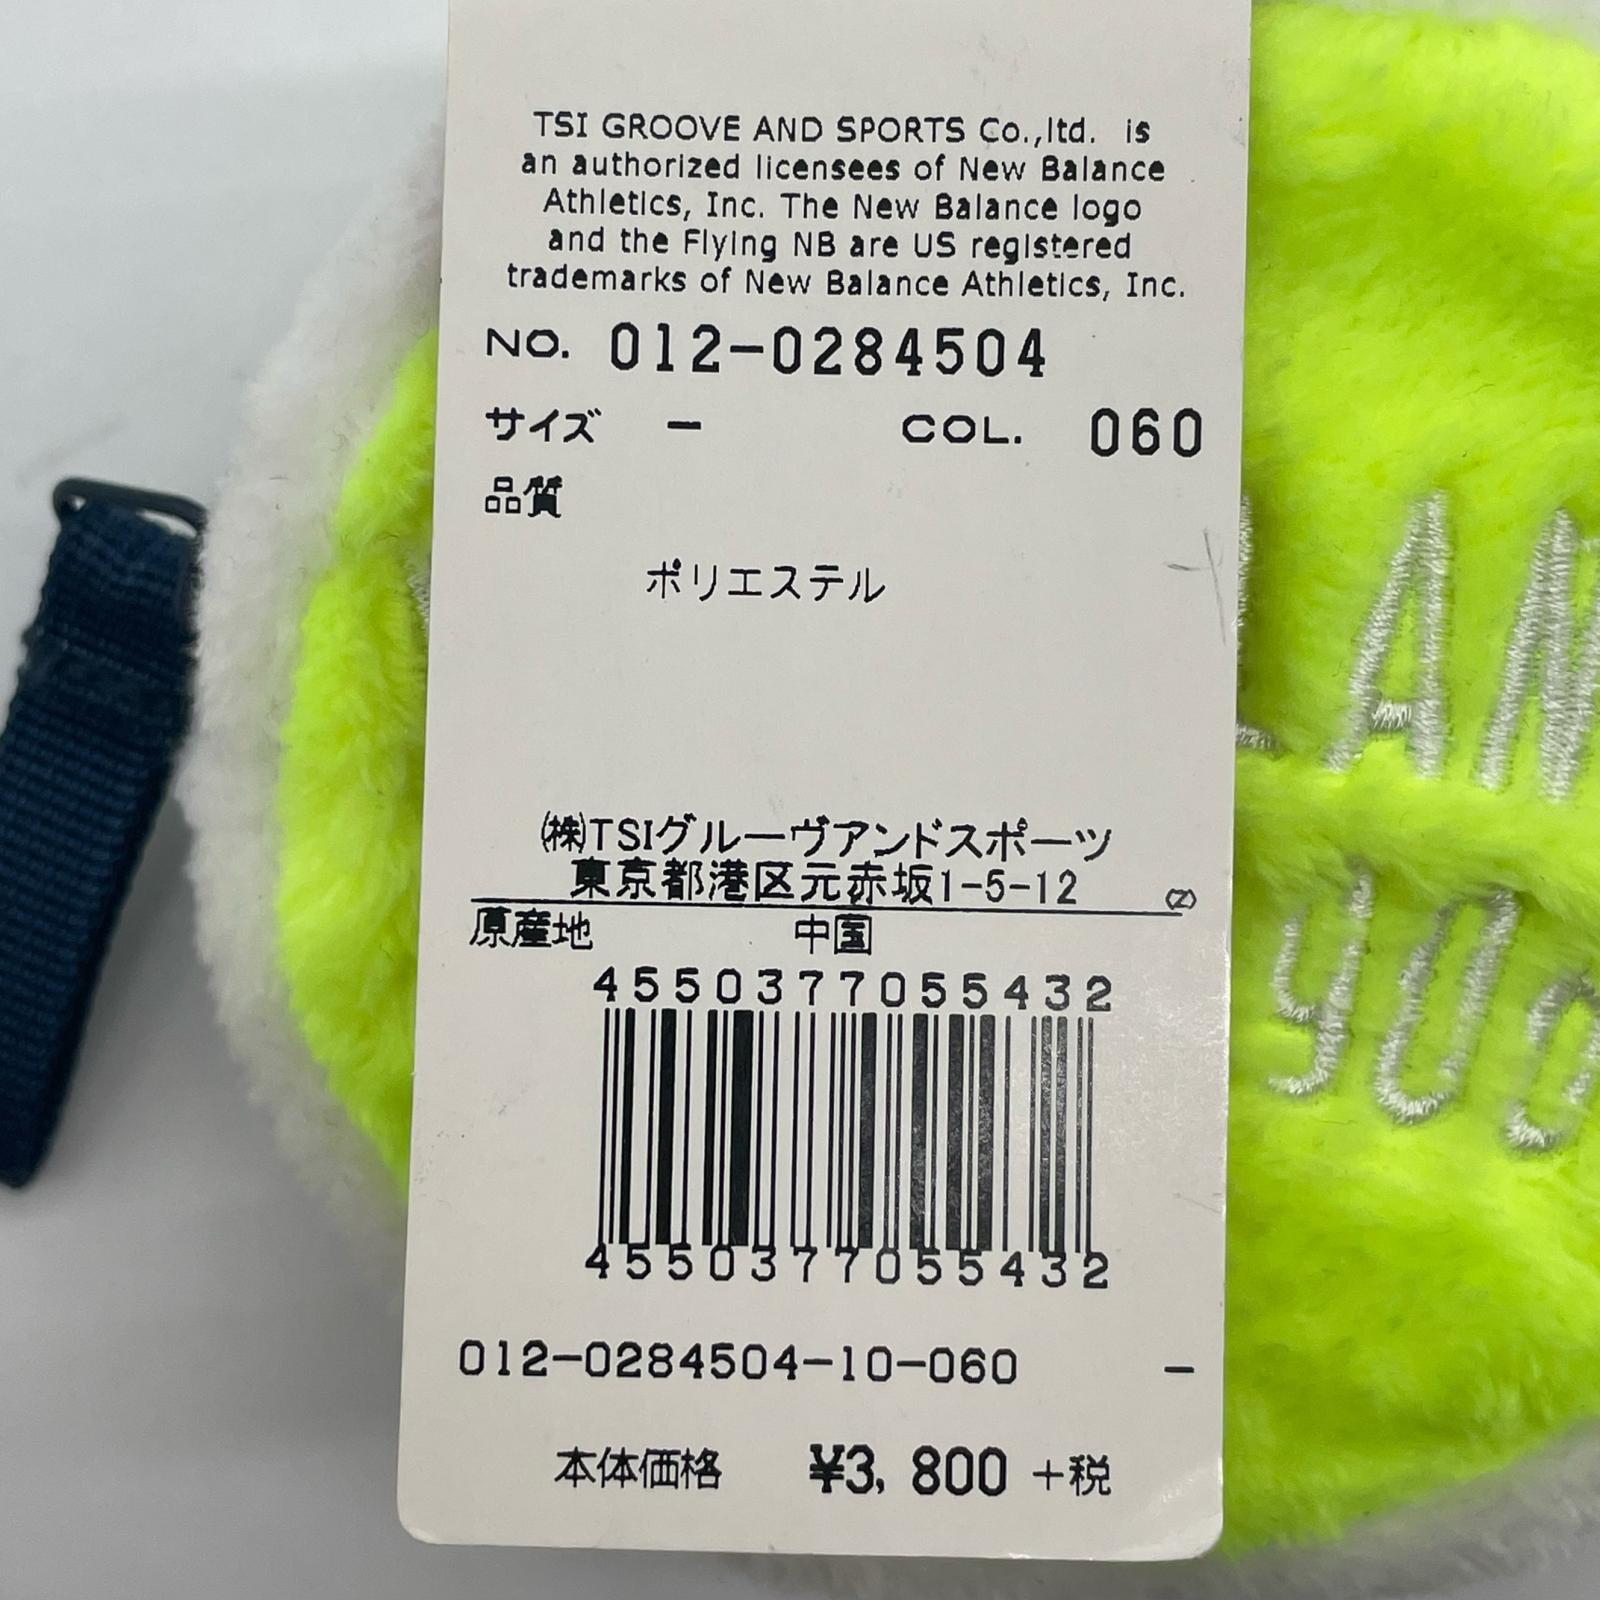 TSI GROOVE AND SPORTS Co.,ltd. is
an authorized licensees of New Balance
Athletics, Inc. The New Balance logo
and the Flying NB are US registered
trademarks of New Balance Athletics, Inc.
NO. 012-0284504
サイズ - COL. 060
品質
ポリエステル
㈱TSIグルーヴアンドスポーツ
東京都港区元赤坂1-5-12 (Z)
原産地 中国
4550377055432
4550377055432
012-0284504-10-060 -
本体価格 ¥3,800+税